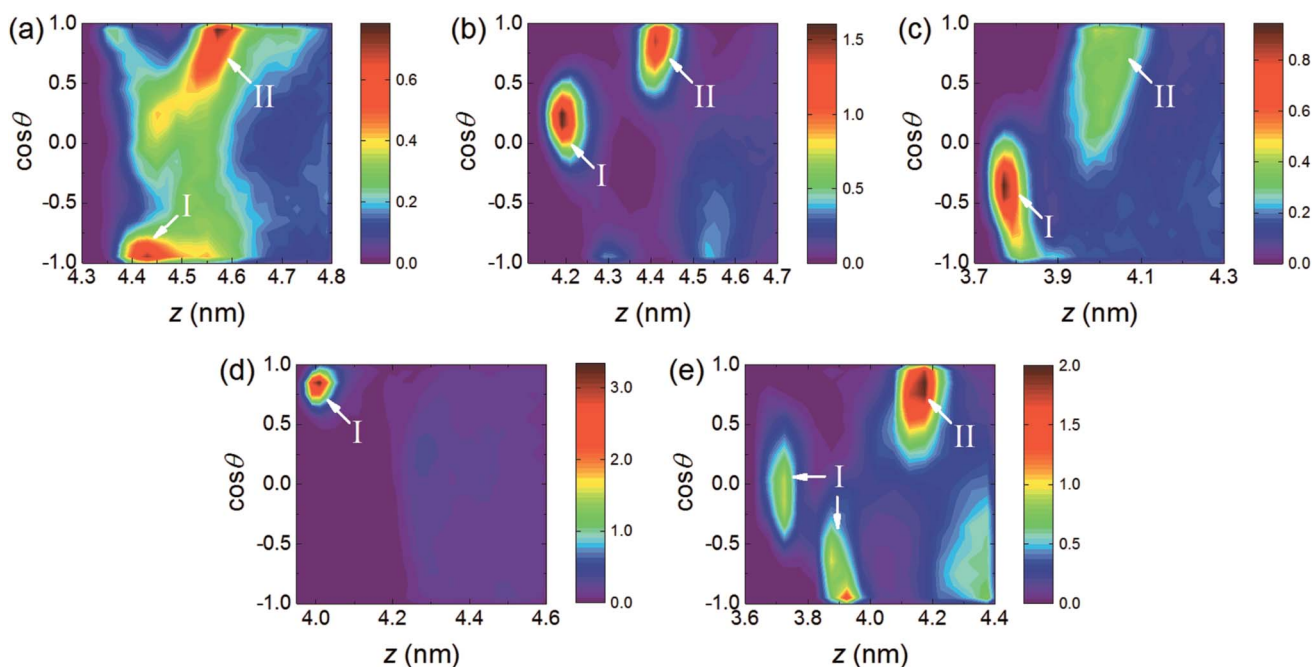 (a)
1.0
0.5
0.0
-0.5
-1.0
cosθ
4.3 4.4 4.5 4.6 4.7 4.8
z (nm)
I
II
0.6
0.4
0.2
0.0
(b)
1.0
0.5
0.0
-0.5
-1.0
cosθ
4.2 4.3 4.4 4.5 4.6 4.7
z (nm)
I
II
1.5
1.0
0.5
0.0
(c)
1.0
0.5
0.0
-0.5
-1.0
cosθ
3.7 3.9 4.1 4.3
z (nm)
I
II
0.8
0.6
0.4
0.2
0.0
(d)
1.0
0.5
0.0
-0.5
-1.0
cosθ
4.0 4.2 4.4 4.6
z (nm)
I
3.0
2.0
1.0
0.0
(e)
1.0
0.5
0.0
-0.5
-1.0
cosθ
3.6 3.8 4.0 4.2 4.4
z (nm)
I
II
2.0
1.5
1.0
0.5
0.0